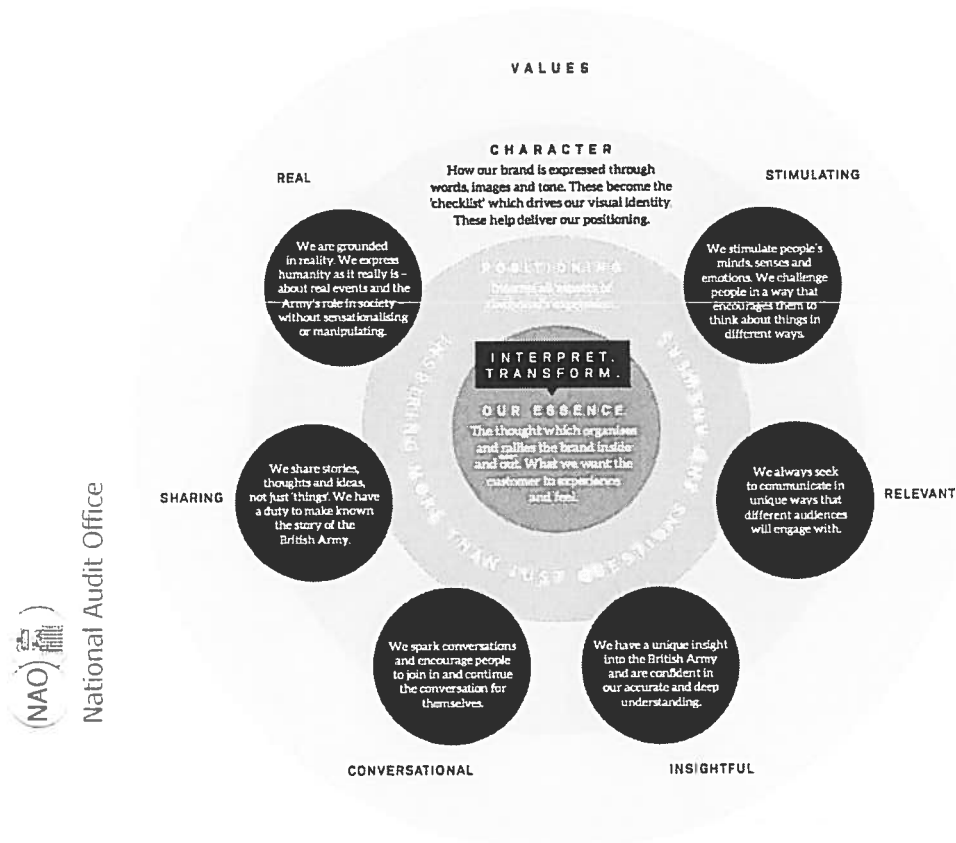 VALUES
CHARACTER
How our brand is expressed through
words, images and tone. These become the
'checklist' which drives our visual identity.
These help deliver our positioning.
REAL
We are grounded
in reality. We express
humanity as it really is –
about real events and the
Army's role in society –
without sensationalising
or manipulating.
STIMULATING
We stimulate people's
minds, senses and
emotions. We challenge
people in a way that
encourages them to
think about things in
different ways.
POSITIONING
INTERPRET.
TRANSFORM.
OUR ESSENCE
The thought which organises
and rallies the brand inside
and out. What we want the
customer to experience
and feel.
MORE THAN JUST QUESTIONS
SHARING
We share stories,
thoughts and ideas,
not just 'things'. We have
a duty to make known
the story of the
British Army.
We always seek
to communicate in
unique ways that
different audiences
will engage with.
RELEVANT
We spark conversations
and encourage people
to join in and continue
the conversation for
themselves.
CONVERSATIONAL
We have a unique insight
into the British Army
and are confident in
our accurate and deep
understanding.
INSIGHTFUL
NAO
National Audit Office